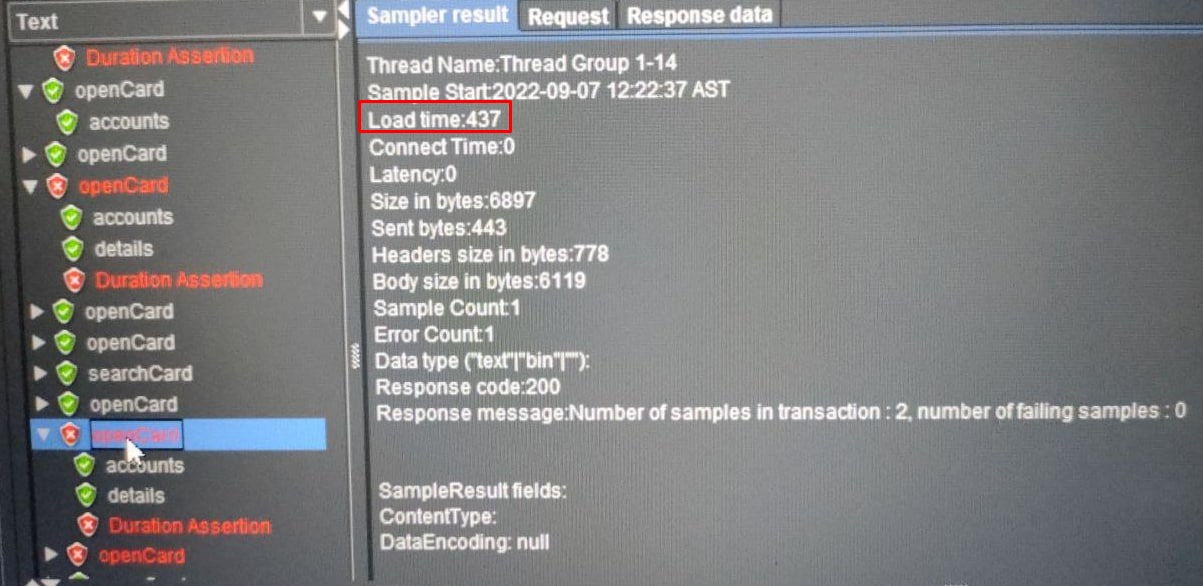 Text
Duration Assertion
openCard
accounts
openCard
openCard
accounts
details
Duration Assertion
openCard
openCard
searchCard
openCard
openCard
accounts
details
Duration Assertion
openCard
Sampler result Request Response data
Thread Name:Thread Group 1-14
Sample Start:2022-09-07 12:22:37 AST
Load time:437
Connect Time:0
Latency:0
Size in bytes:6897
Sent bytes:443
Headers size in bytes:778
Body size in bytes:6119
Sample Count:1
Error Count:1
Data type ("text"|"bin"|""):
Response code:200
Response message:Number of samples in transaction : 2, number of failing samples : 0
SampleResult fields:
ContentType:
DataEncoding: null